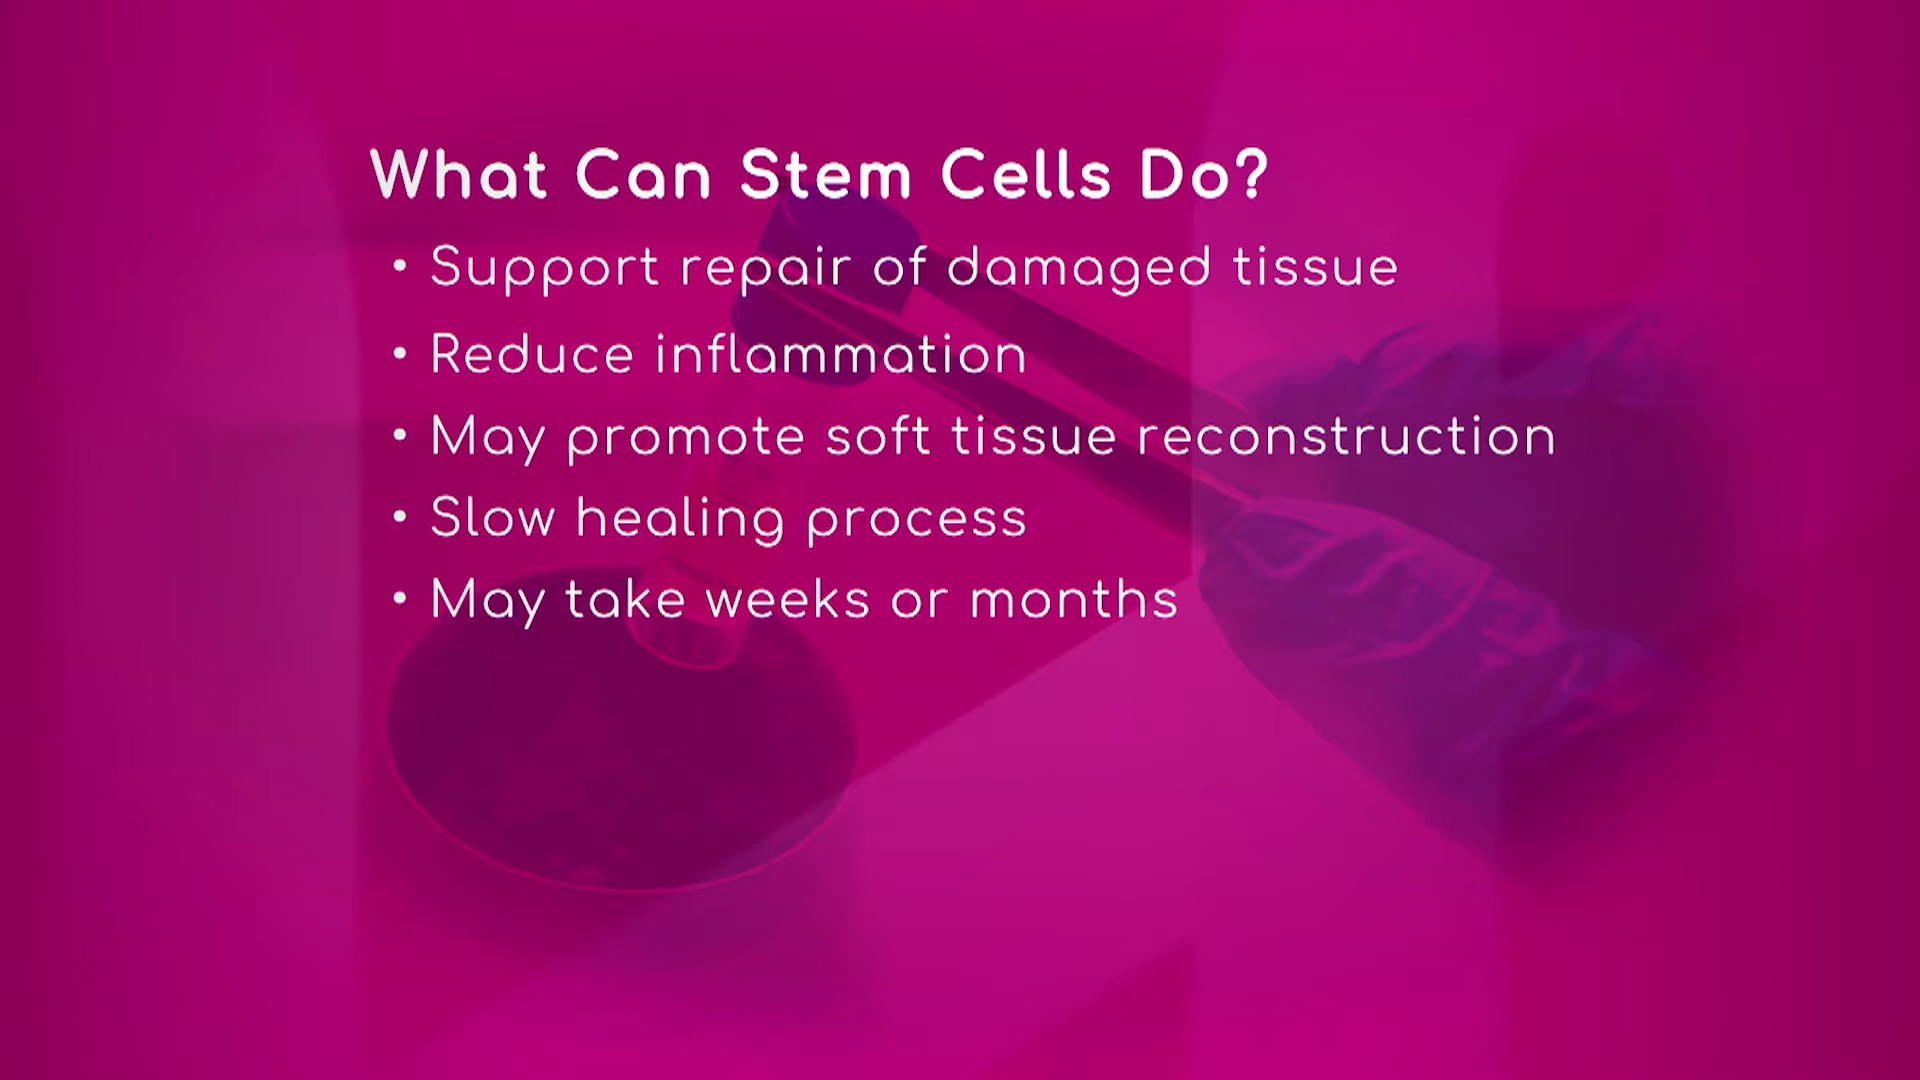 What Can Stem Cells Do?
• Support repair of damaged tissue
• Reduce inflammation
• May promote soft tissue reconstruction
• Slow healing process
• May take weeks or months